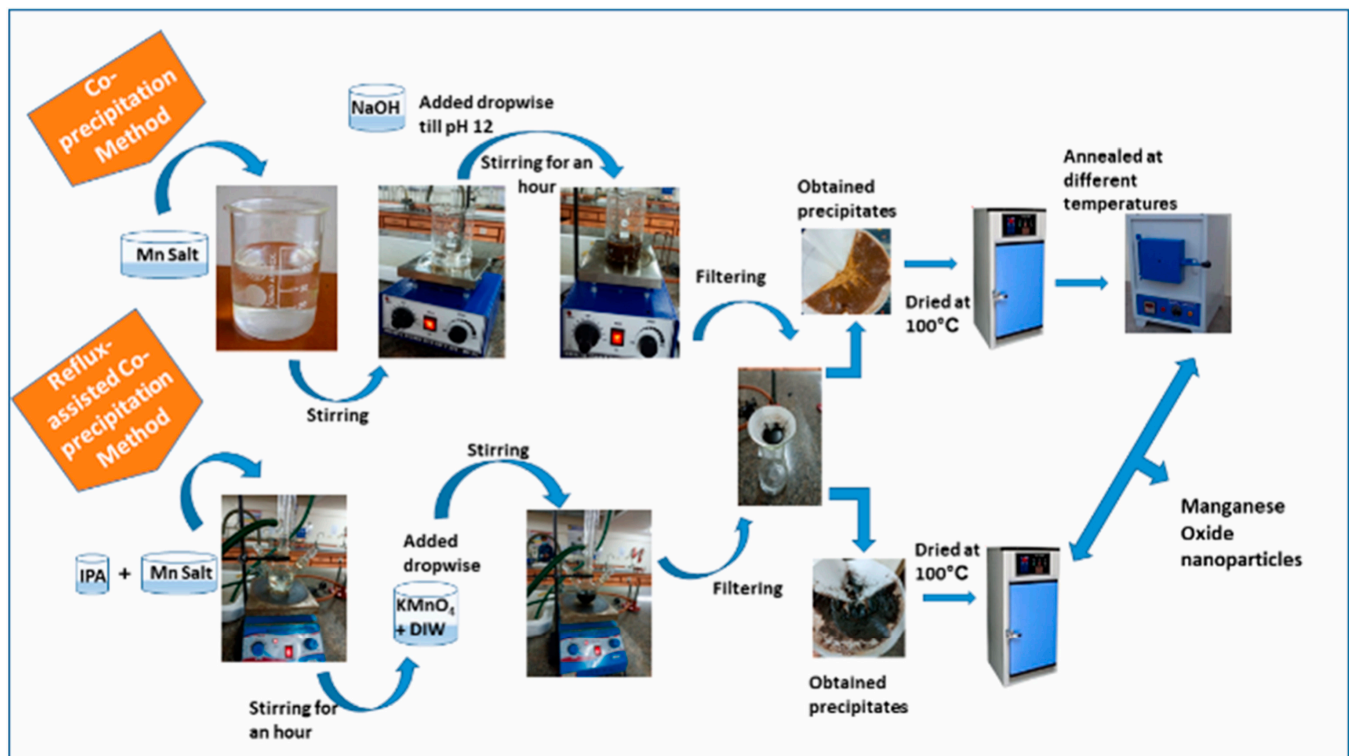 Co-
precipitation
Method
Mn Salt
NaOH
Added dropwise
till pH 12
Stirring
Stirring for an
hour
Filtering
Obtained
precipitates
Dried at
100°C
Annealed at
different
temperatures
Reflux-
assisted Co-
precipitation
Method
IPA + Mn Salt
Stirring for
an hour
Added
dropwise
KMnO₄
+ DIW
Stirring
Filtering
Obtained
precipitates
Dried at
100°C
Manganese
Oxide
nanoparticles